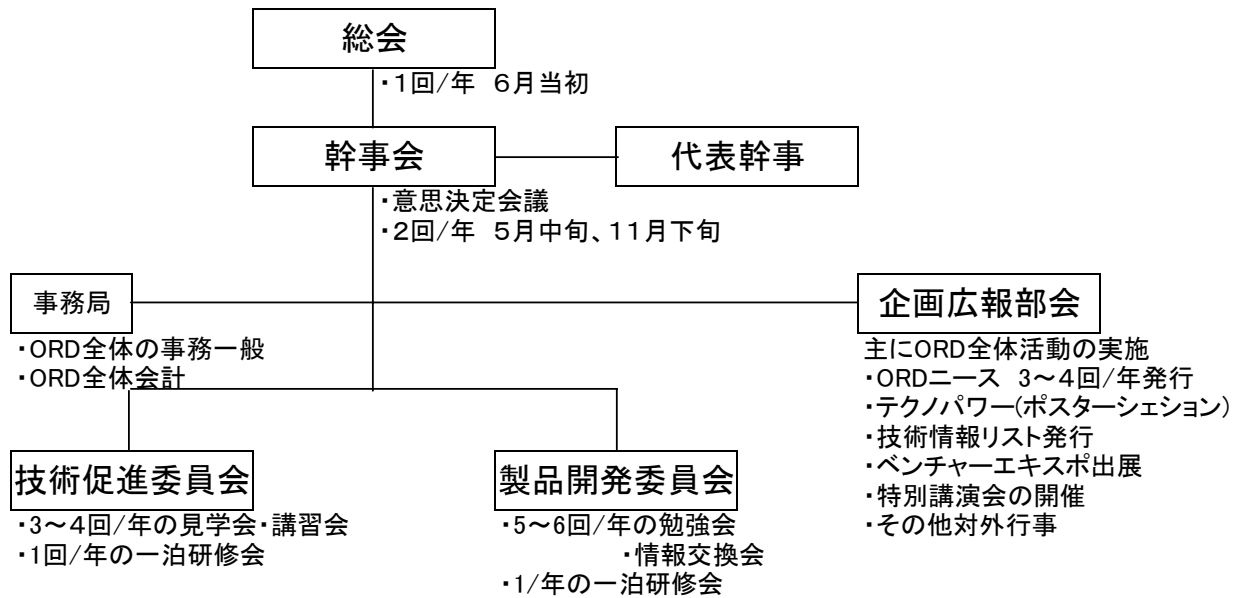 総会
・1回/年 6月当初
幹事会
代表幹事
・意思決定会議
・2回/年 5月中旬、11月下旬
事務局
・ORD全体の事務一般
・ORD全体会計
企画広報部会
主にORD全体活動の実施
・ORDニース 3~4回/年発行
・テクノパワー(ポスターシェション)
・技術情報リスト発行
・ベンチャーエキスポ出展
・特別講演会の開催
・その他対外行事
技術促進委員会
・3~4回/年の見学会・講習会
・1回/年の一泊研修会
製品開発委員会
・5~6回/年の勉強会
・情報交換会
・1/年の一泊研修会